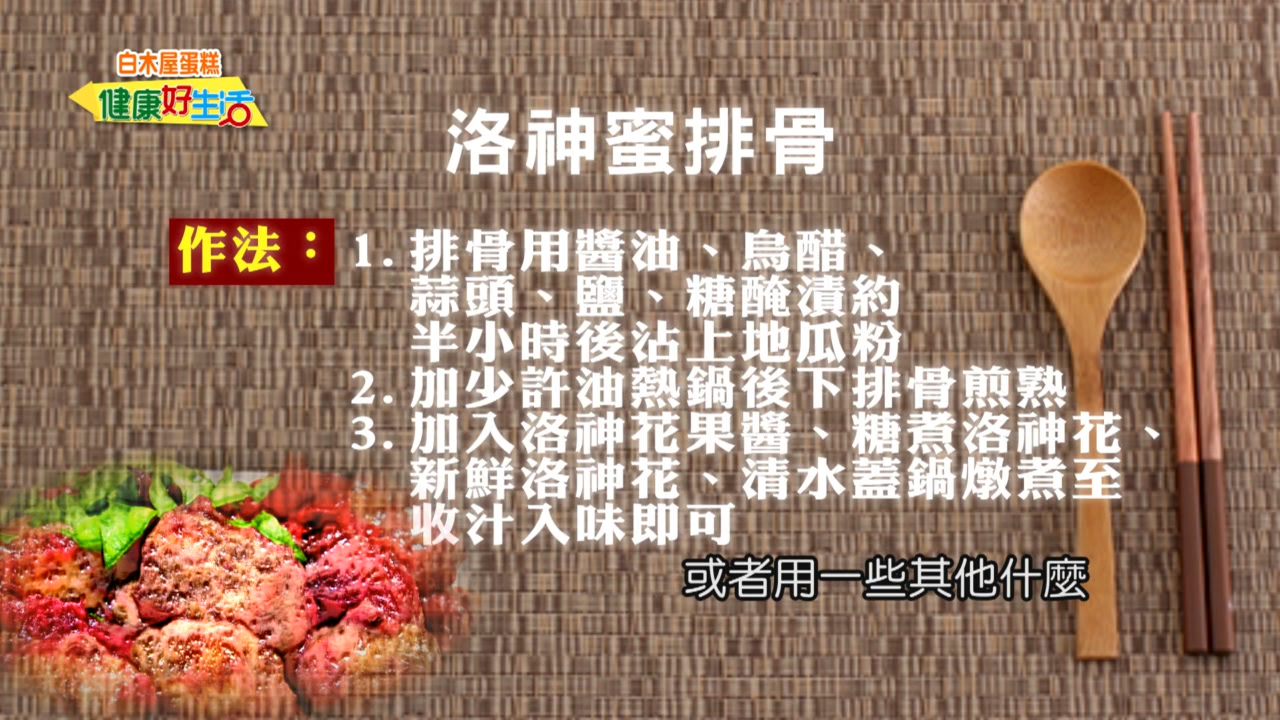 白木屋蛋糕
健康好生活
洛神蜜排骨
作法：
1.排骨用醬油、烏醋、
蒜頭、鹽、糖醃漬約
半小時後沾上地瓜粉
2.加少許油熱鍋後下排骨煎熟
3.加入洛神花果醬、糖煮洛神花、
新鮮洛神花、清水蓋鍋燉煮至
收汁入味即可
或者用一些其他什麼